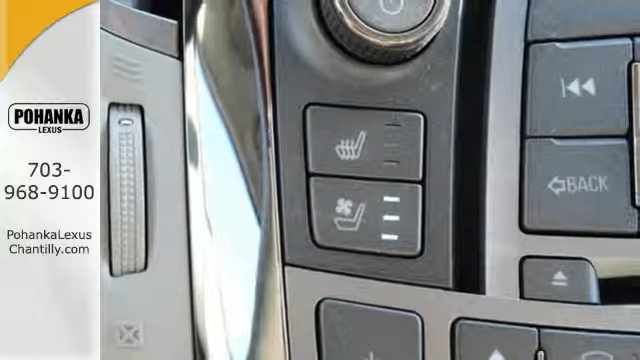 POHANKA
LEXUS
703-
968-9100
PohankaLexus
Chantilly.com
BACK